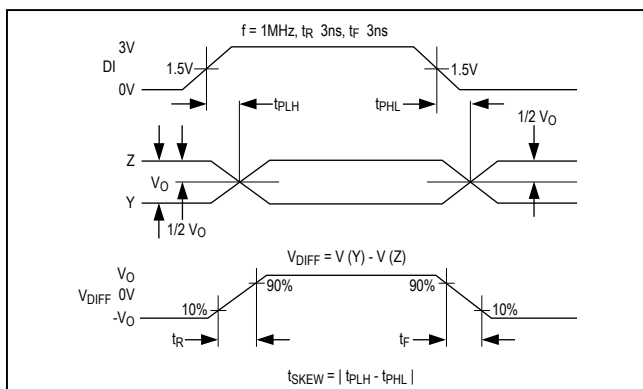 f = 1MHz, tR 3ns, tF 3ns
3V
DI
1.5V
0V
1.5V
tPLH
tPHL
1/2 VO
Z
VO
Y
1/2 VO
VDIFF = V (Y) - V (Z)
VO
VDIFF 0V
-VO
10%
90%
90%
10%
tR
tF
tSKEW = | tPLH - tPHL |